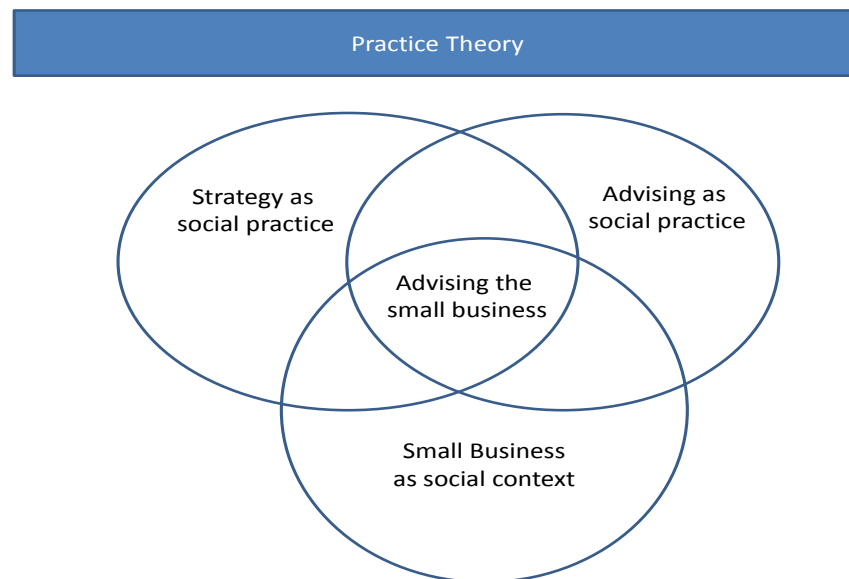 Practice Theory
Strategy as
social practice
Advising as
social practice
Advising the
small business
Small Business
as social context